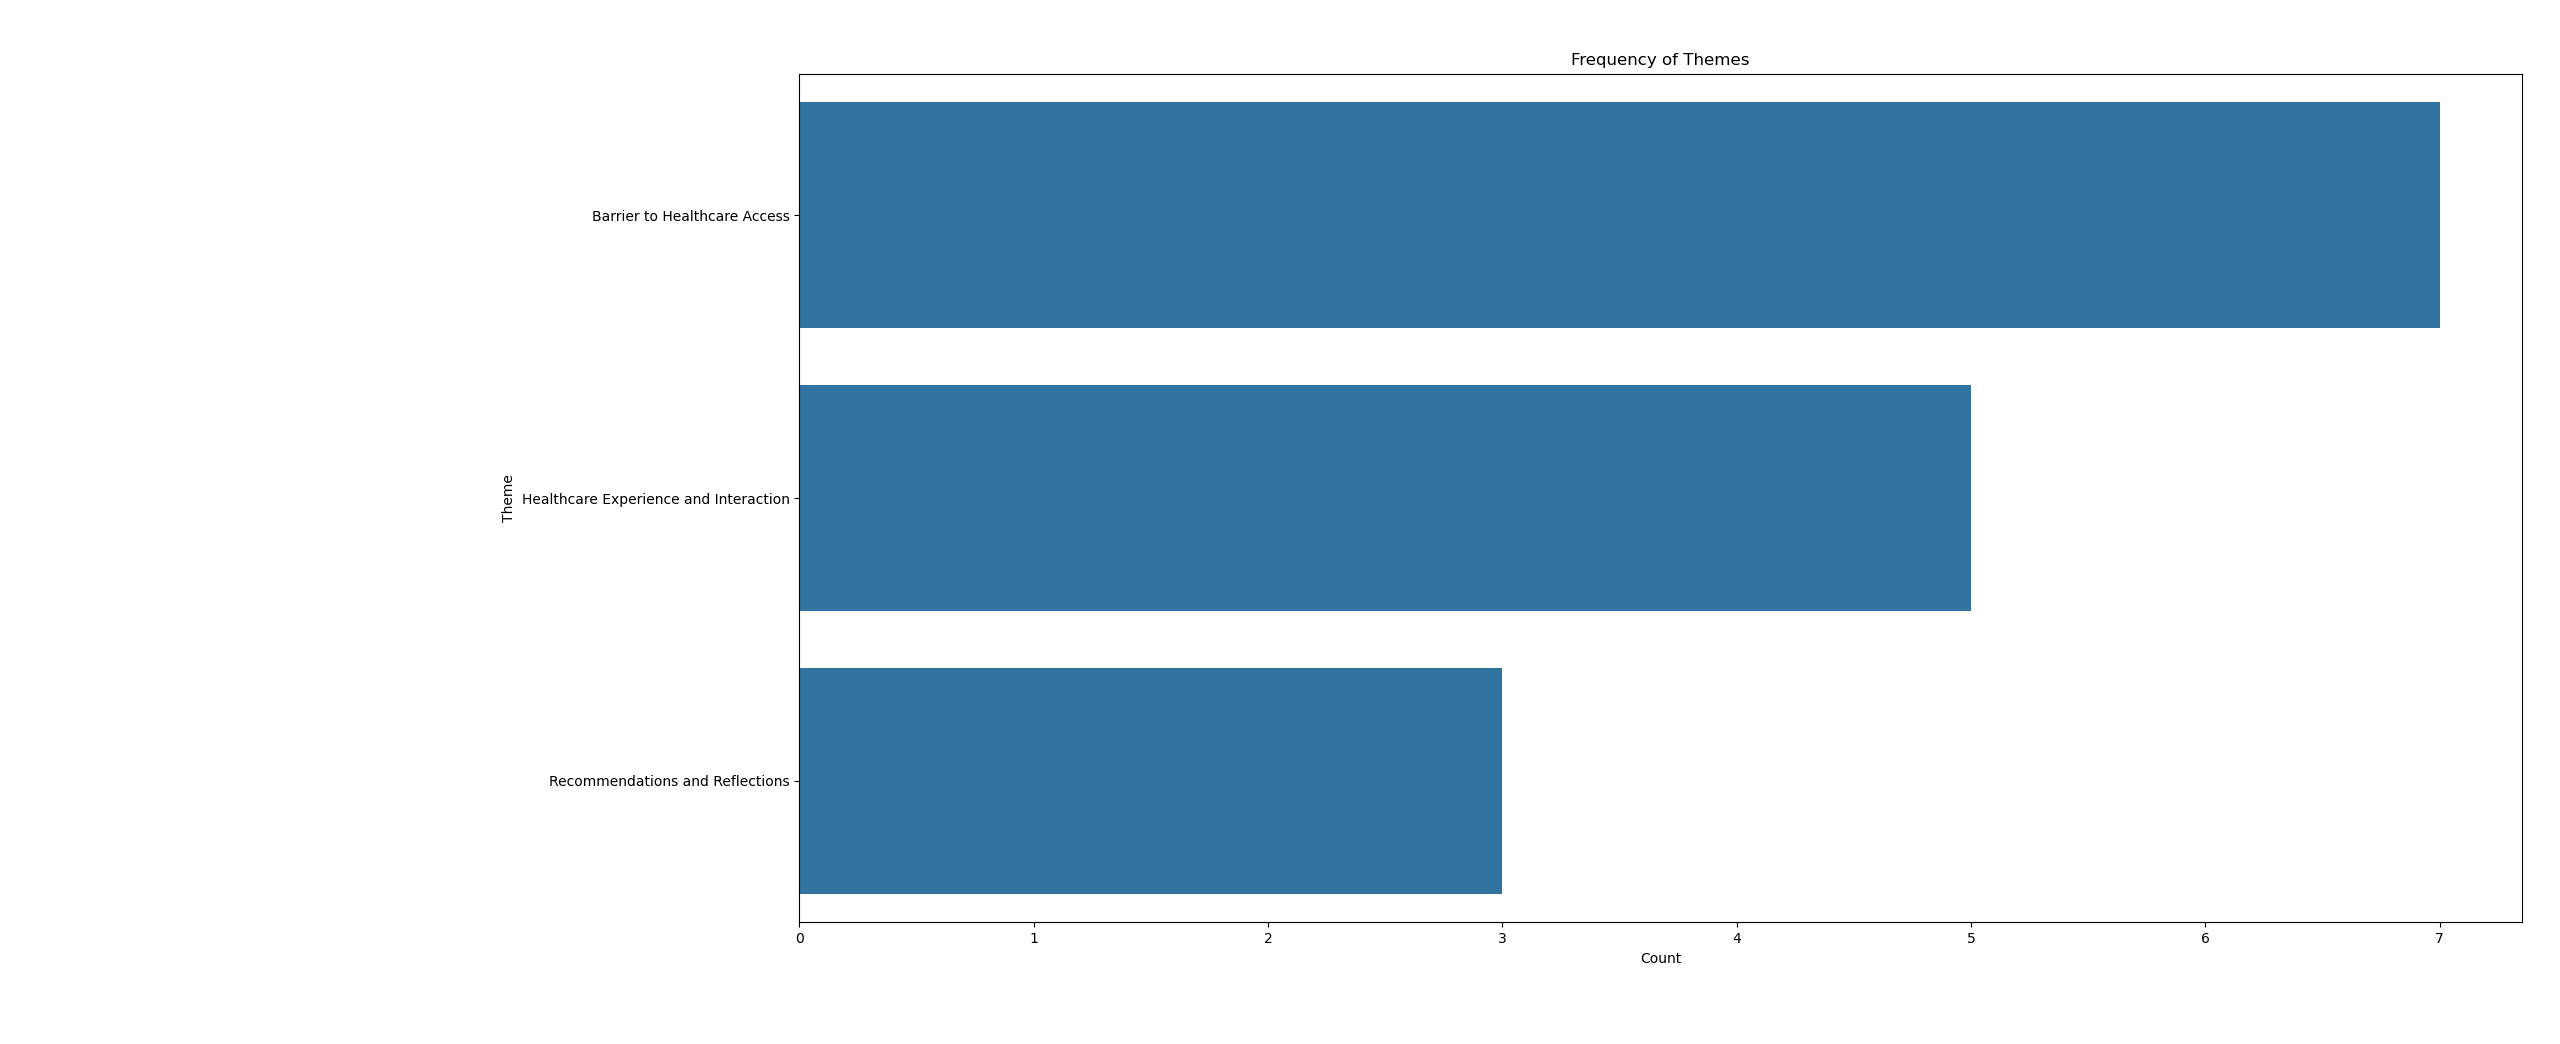 Frequency of Themes
Barrier to Healthcare Access
Theme
Healthcare Experience and Interaction
Recommendations and Reflections
0 1 2 3 4 5 6 7
Count